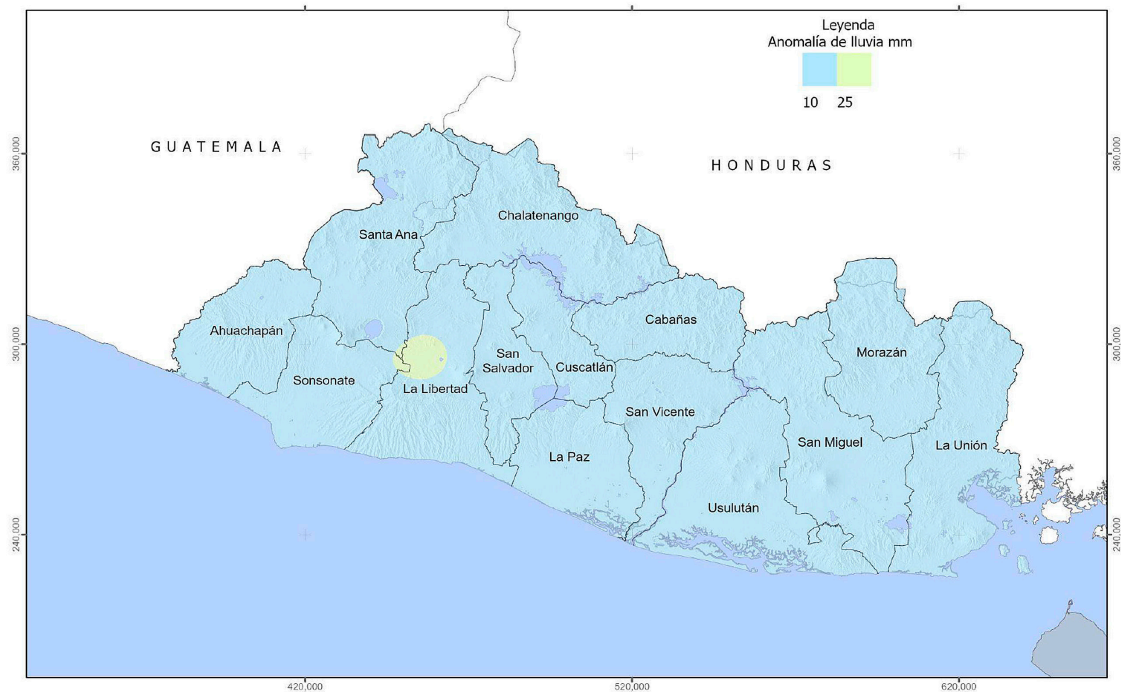 Leyenda
Anomalía de lluvia mm
10 25
GUATEMALA
HONDURAS
360,000
360,000
Chalatenango
Santa Ana
Cabañas
Ahuachapán
300,000
300,000
Morazán
San
Salvador
Cuscatlán
Sonsonate
La Libertad
San Vicente
San Miguel
La Unión
La Paz
Usulután
240,000
240,000
420,000
520,000
620,000